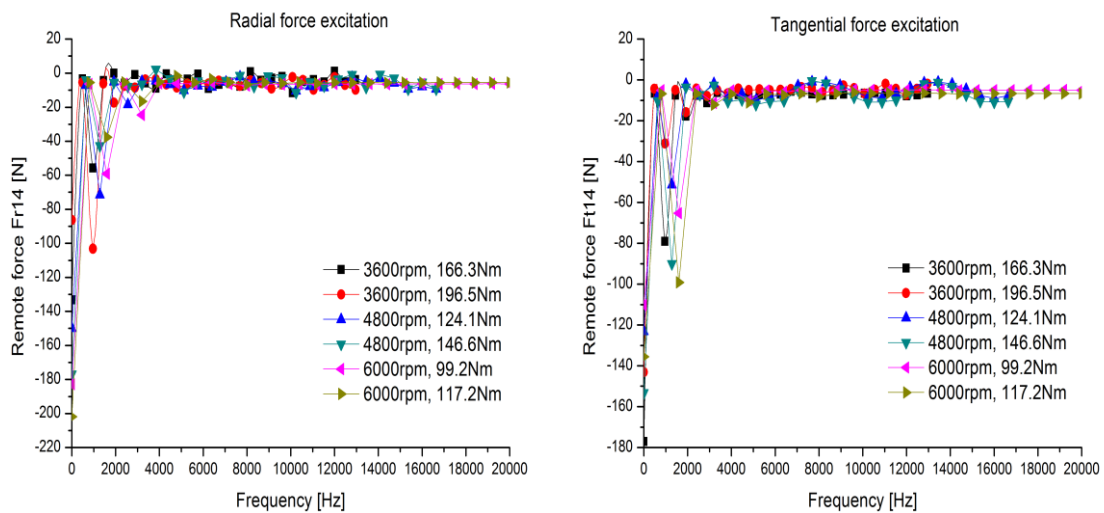 Radial force excitation
Remote force Fr14 [N]
20
0
-20
-40
-60
-80
-100
-120
-140
-160
-180
-200
-220
3600rpm, 166.3Nm
3600rpm, 196.5Nm
4800rpm, 124.1Nm
4800rpm, 146.6Nm
6000rpm, 99.2Nm
6000rpm, 117.2Nm
0 2000 4000 6000 8000 10000 12000 14000 16000 18000 20000
Frequency [Hz]
Tangential force excitation
Remote force Ft14 [N]
20
0
-20
-40
-60
-80
-100
-120
-140
-160
-180
3600rpm, 166.3Nm
3600rpm, 196.5Nm
4800rpm, 124.1Nm
4800rpm, 146.6Nm
6000rpm, 99.2Nm
6000rpm, 117.2Nm
0 2000 4000 6000 8000 10000 12000 14000 16000 18000 20000
Frequency [Hz]